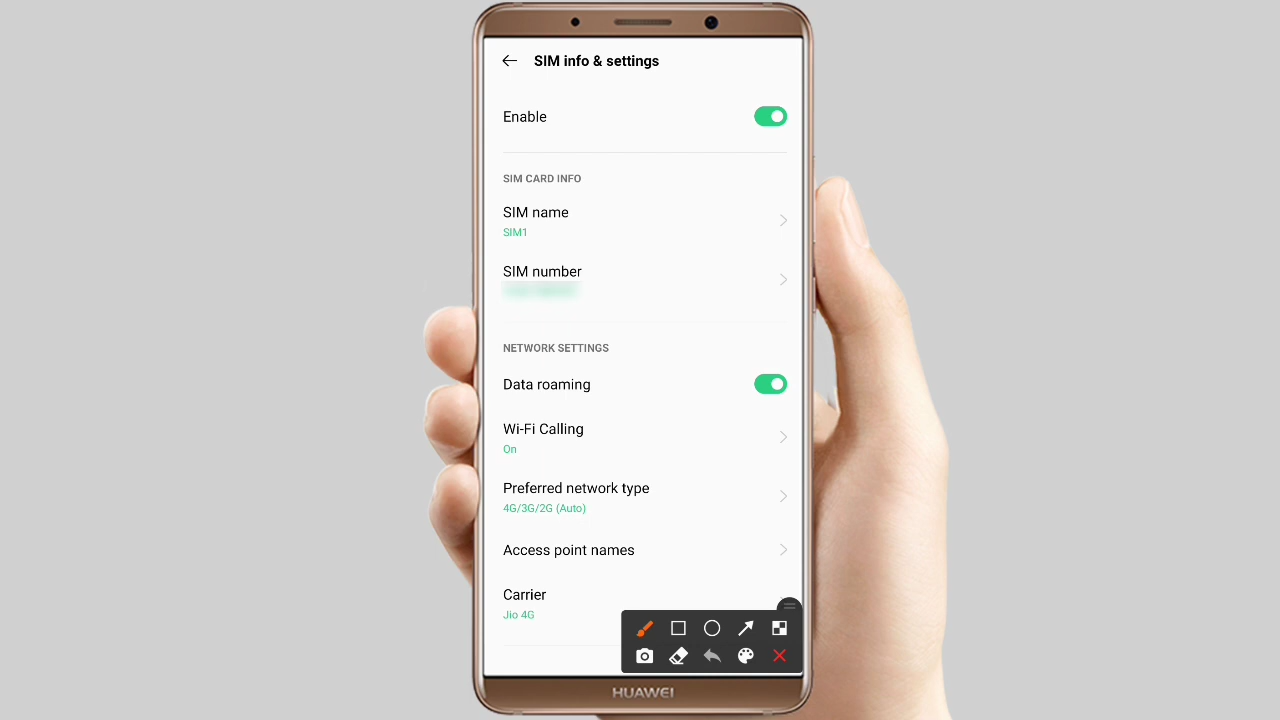 SIM info & settings
Enable
SIM CARD INFO
SIM name
SIM1
SIM number
NETWORK SETTINGS
Data roaming
Wi-Fi Calling
On
Preferred network type
4G/3G/2G (Auto)
Access point names
Carrier
Jio 4G
HUAWEI